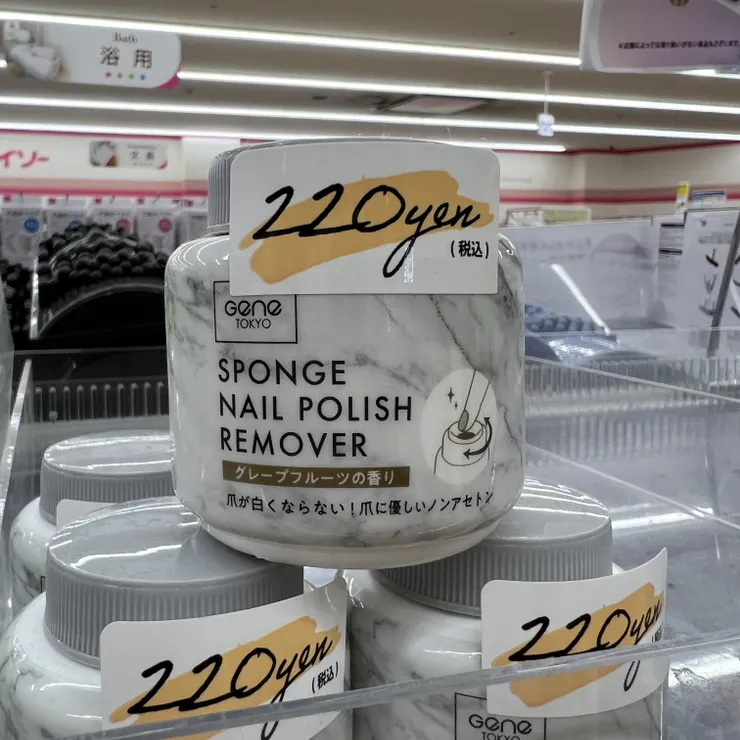 Bath
浴用
イソー
220yen
(税込)
Gene
TOKYO
SPONGE
NAIL POLISH
REMOVER
グレープフルーツの香り
爪が白くならない！爪に優しいノンアセトン
220yen
(税込)
220yen
Gene
TOKYO